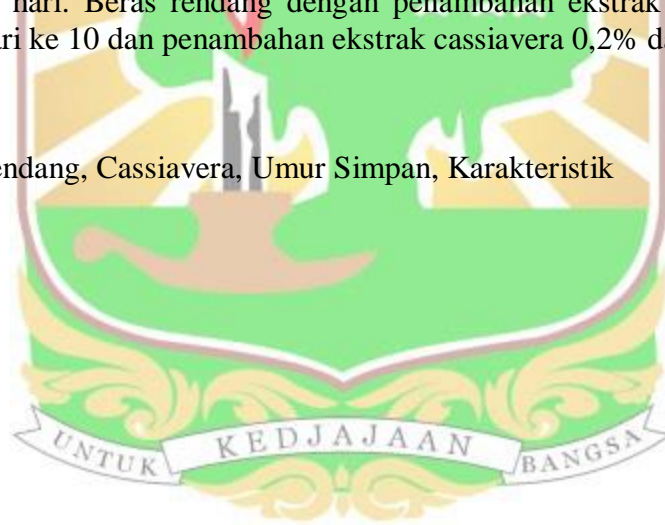 hari. Beras rendang dengan penambahan ekstrak
ari ke 10 dan penambahan ekstrak cassiavera 0,2% da
endang, Cassiavera, Umur Simpan, Karakteristik
UNTUK KEDJAJAAN BANGSA